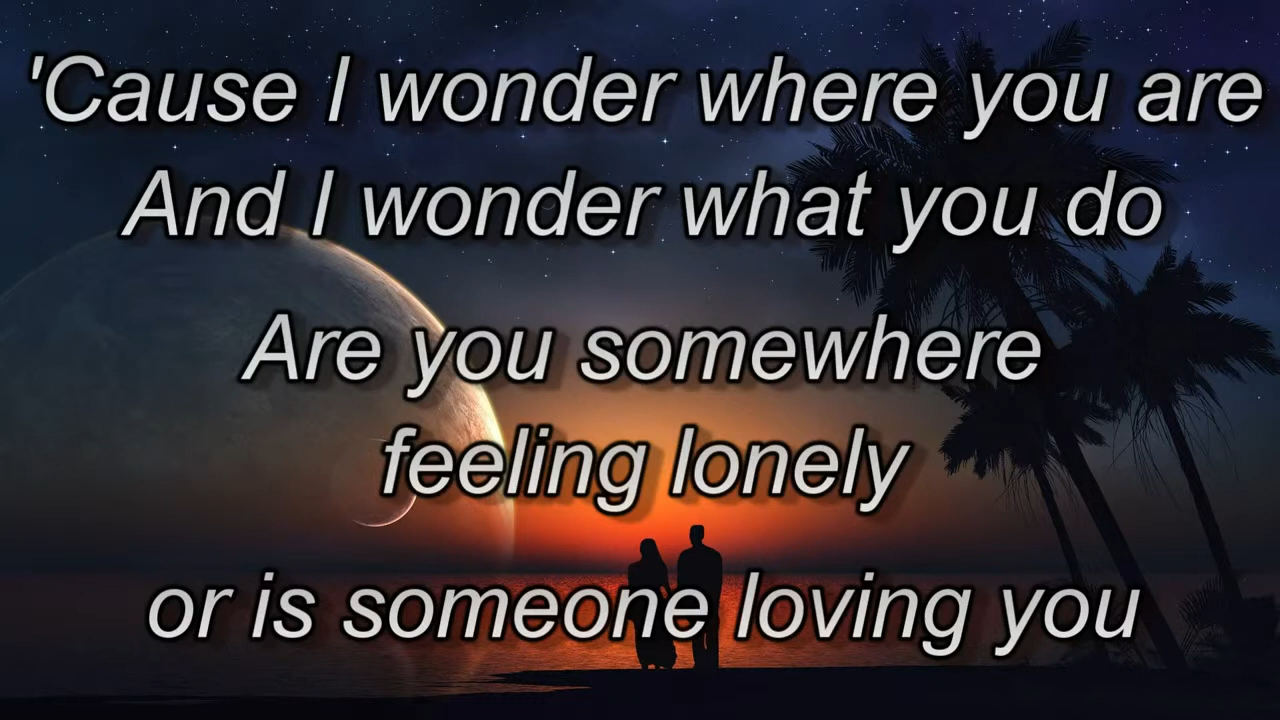 'Cause I wonder where you are
And I wonder what you do
Are you somewhere
feeling lonely
or is someone loving you